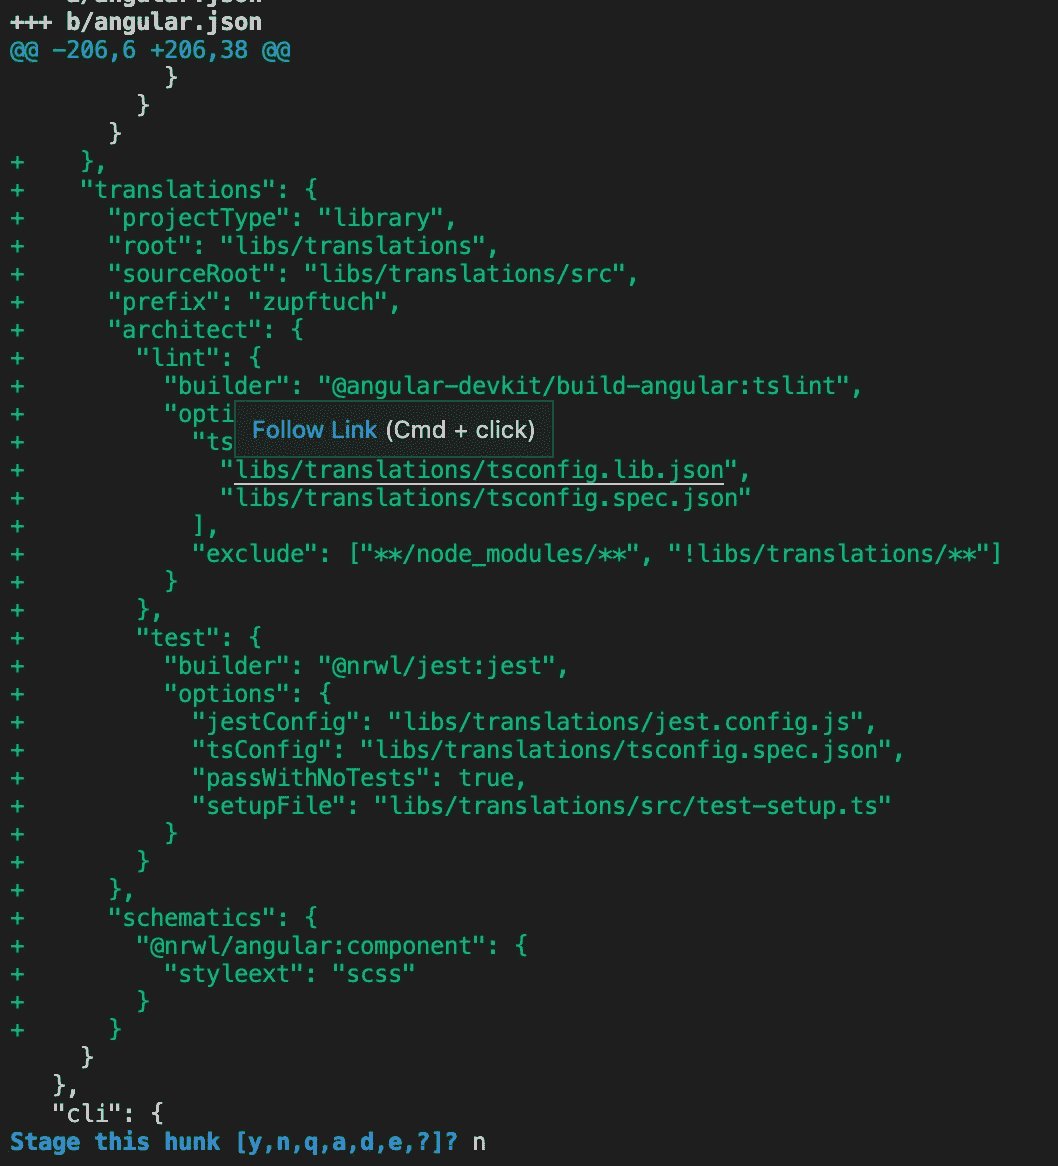 a/angular.json
+++ b/angular.json
@@ -206,6 +206,38 @@
           }
         }
       }
+    },
+    "translations": {
+      "projectType": "library",
+      "root": "libs/translations",
+      "sourceRoot": "libs/translations/src",
+      "prefix": "zupftuch",
+      "architect": {
+        "lint": {
+          "builder": "@angular-devkit/build-angular:tslint",
+          "opti
Follow Link (Cmd + click)
+            "ts
+              "libs/translations/tsconfig.lib.json",
+              "libs/translations/tsconfig.spec.json"
+            ],
+            "exclude": ["**/node_modules/**", "!libs/translations/**"]
+          }
+        },
+        "test": {
+          "builder": "@nrwl/jest:jest",
+          "options": {
+            "jestConfig": "libs/translations/jest.config.js",
+            "tsConfig": "libs/translations/tsconfig.spec.json",
+            "passWithNoTests": true,
+            "setupFile": "libs/translations/src/test-setup.ts"
+          }
+        }
+      },
+      "schematics": {
+        "@nrwl/angular:component": {
+          "styleext": "scss"
+        }
+      }
     }
   },
   "cli": {
Stage this hunk [y,n,q,a,d,e,?]? n